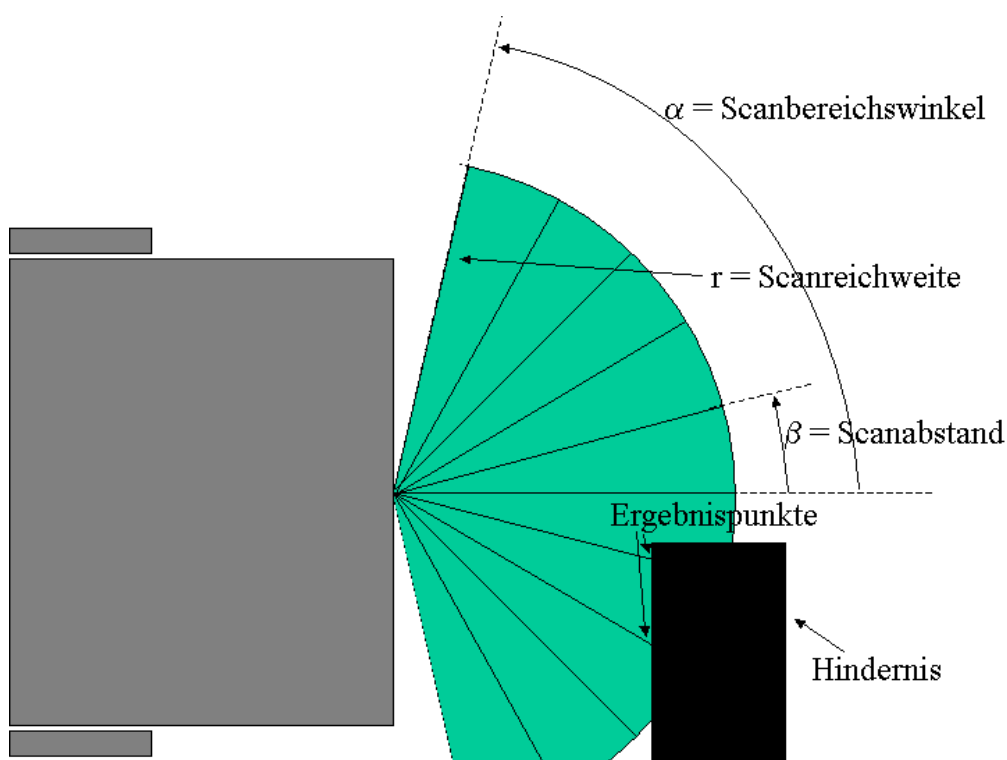 α = Scanbereichswinkel
r = Scanreichweite
β = Scanabstand
Ergebnispunkte
Hindernis